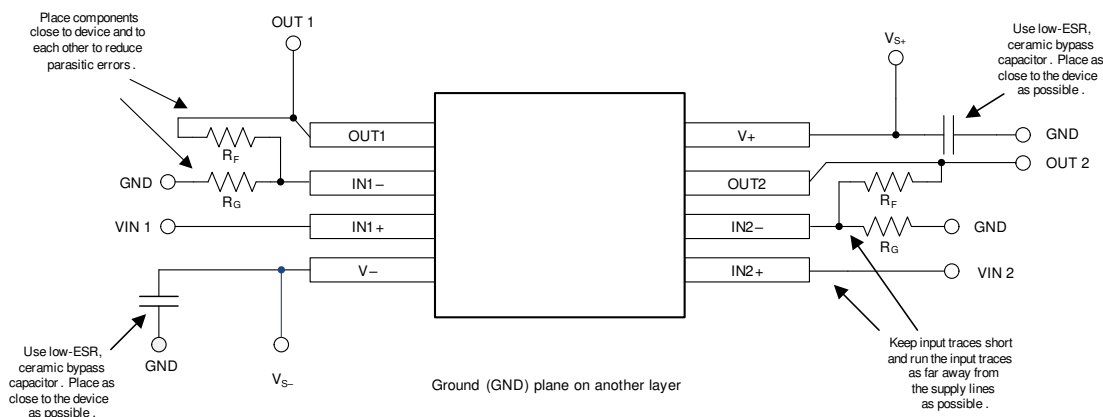 Place components
close to device and to
each other to reduce
parasitic errors .
OUT 1
VS+
Use low-ESR,
ceramic bypass
capacitor . Place as
close to the device
as possible .
OUT1
V+
GND
RF
OUT 2
GND
IN1−
OUT2
RF
RG
VIN 1
IN1+
IN2−
GND
RG
V−
IN2+
VIN 2
Use low-ESR,
ceramic bypass
capacitor . Place as
close to the device
as possible .
GND
VS−
Keep input traces short
and run the input traces
as far away from
the supply lines
as possible .
Ground (GND) plane on another layer